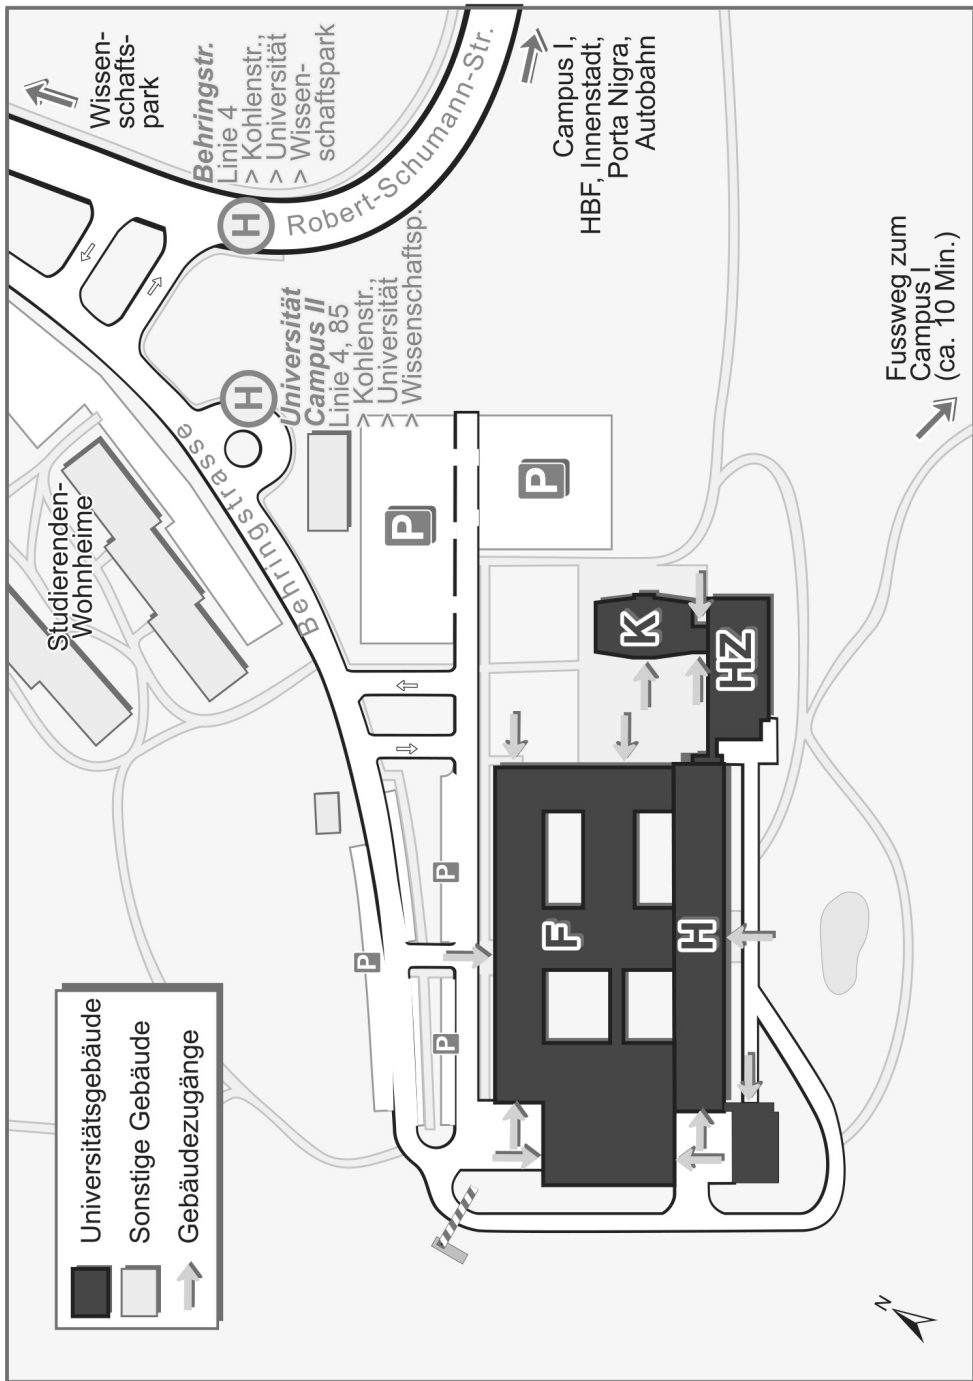 Wissen-
schafts-
park
Behringstr.
Linie 4
> Kohlenstr.,
> Universität
> Wissen-
schaftspark
H
Robert-Schumann-Str.
Campus I,
HBF, Innenstadt,
Porta Nigra,
Autobahn
Universität
Campus II
Linie 4, 85
> Kohlenstr.,
> Universität
> Wissenschaftsp.
H
Behringstrasse
Studierenden-
Wohnheime
Fussweg zum
Campus I
(ca. 10 Min.)
P
P
K
HZ
F
H
P
P
P
Universitätsgebäude
Sonstige Gebäude
Gebäudezugänge
N